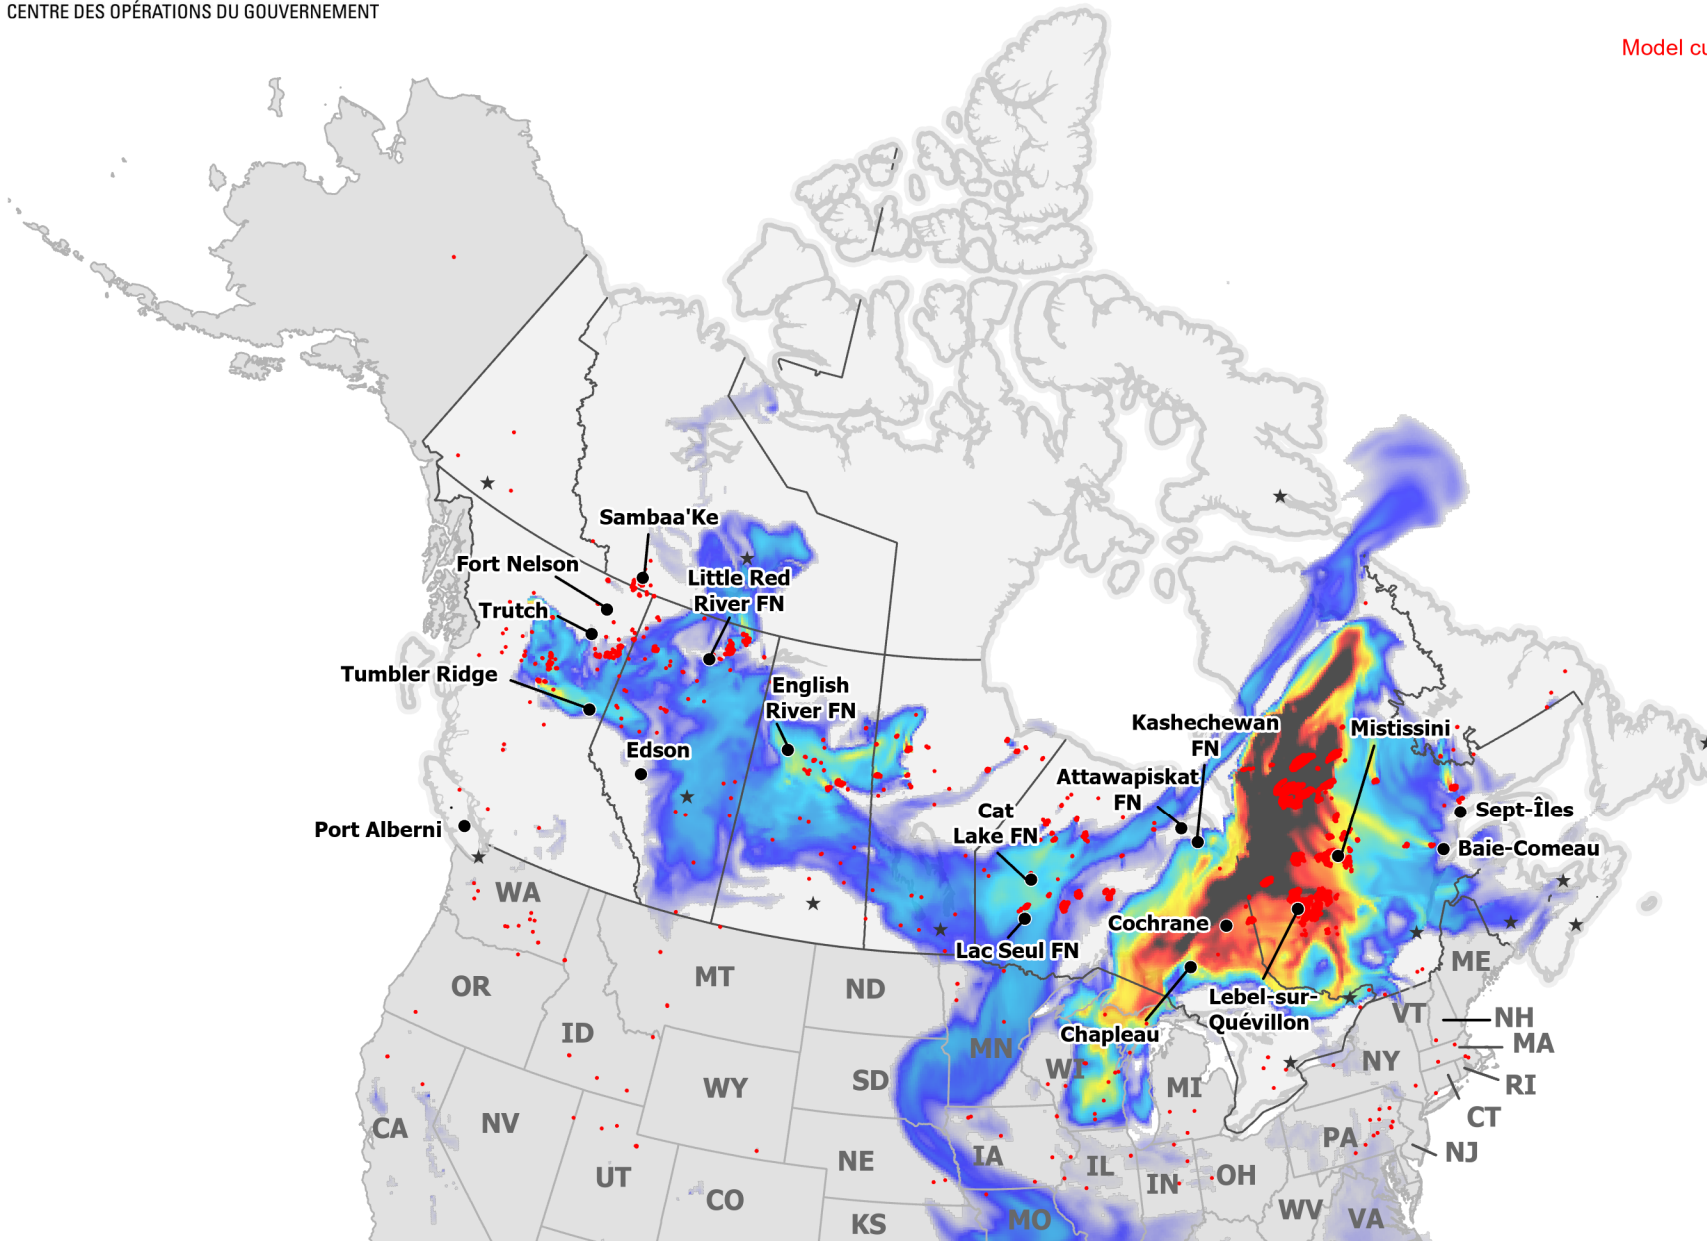 CENTRE DES OPÉRATIONS DU GOUVERNEMENT
Model cu
Sambaa'Ke
Fort Nelson
Little Red
River FN
Trutch
Tumbler Ridge
English
River FN
Edson
Port Alberni
Kashechewan
FN
Mistissini
Attawapiskat
FN
Cat
Lake FN
Sept-Îles
Baie-Comeau
Cochrane
Lac Seul FN
Lebel-sur-
Quévillon
Chapleau
WA
OR
MT
ND
ID
MN
WI
MI
SD
WY
NV
CA
UT
CO
NE
KS
IA
IL
IN
OH
MO
WV
VA
PA
NY
VT
ME
NH
MA
RI
CT
NJ